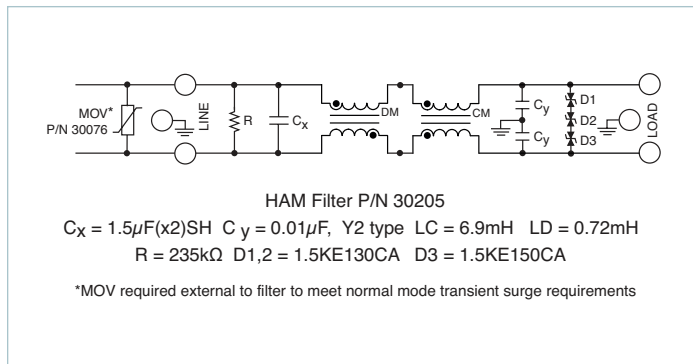 MOV*
P/N 30076
LINE
R
Cx
DM
CM
Cy
Cy
D1
D2
D3
LOAD
HAM Filter P/N 30205
Cx = 1.5µF(x2)SH C y = 0.01µF, Y2 type LC = 6.9mH LD = 0.72mH
R = 235kΩ D1,2 = 1.5KE130CA D3 = 1.5KE150CA
*MOV required external to filter to meet normal mode transient surge requirements